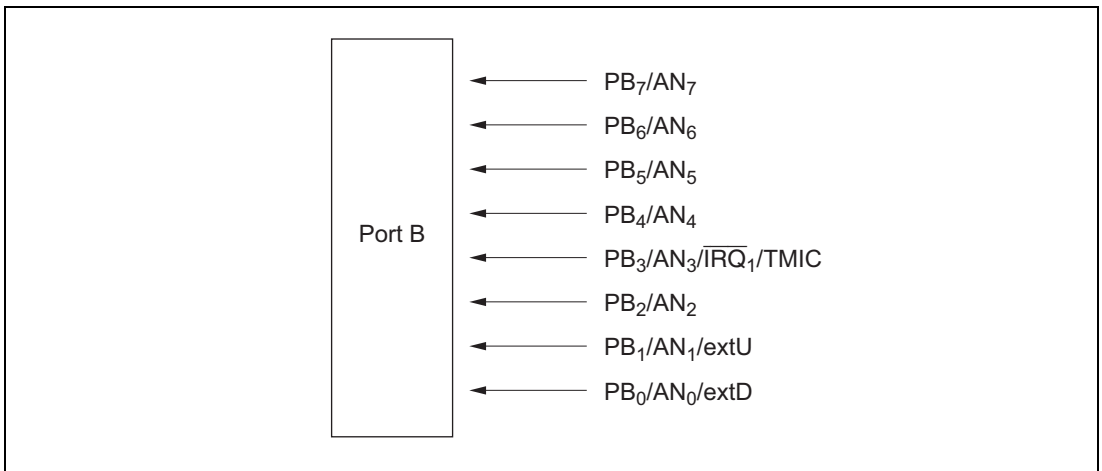 PB₇/AN₇
PB₆/AN₆
PB₅/AN₅
PB₄/AN₄
Port B
PB₃/AN₃/I̅R̅Q̅₁/TMIC
PB₂/AN₂
PB₁/AN₁/extU
PB₀/AN₀/extD